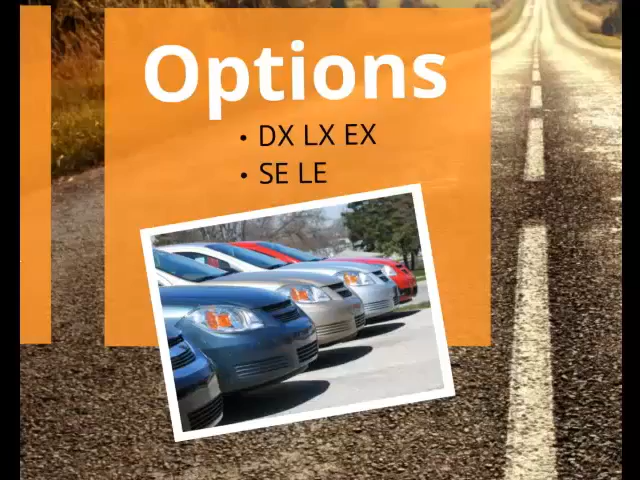 Options
• DX LX EX
• SE LE